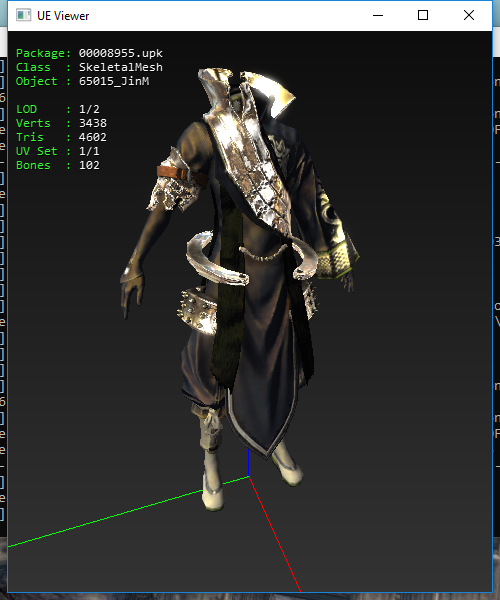 UE Viewer
Package: 00008955.upk
Class : SkeletalMesh
Object : 65015_JinM
LOD : 1/2
Verts : 3438
Tris : 4602
UV Set : 1/1
Bones : 102